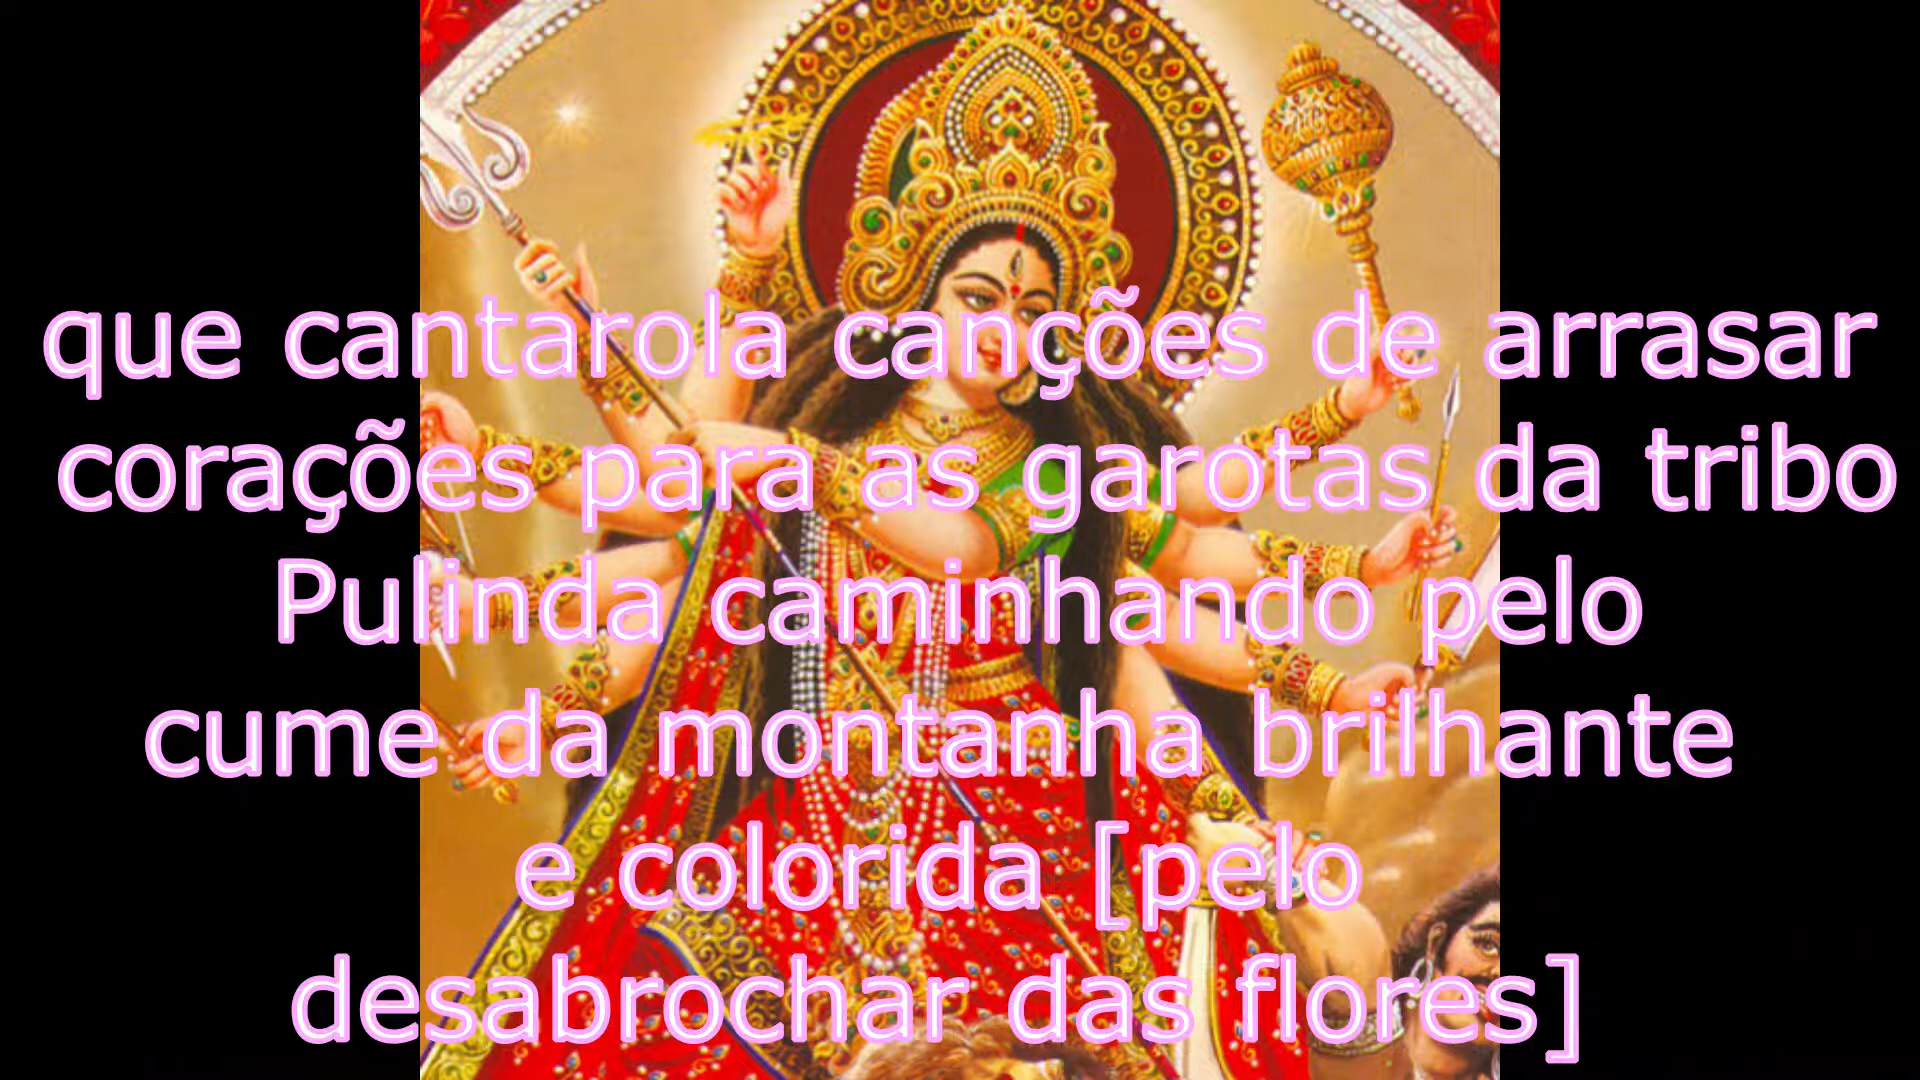 que cantarola canções de arrasar
corações para as garotas da tribo
Pulinda caminhando pelo
cume da montanha brilhante
e colorida [pelo
desabrochar das flores]